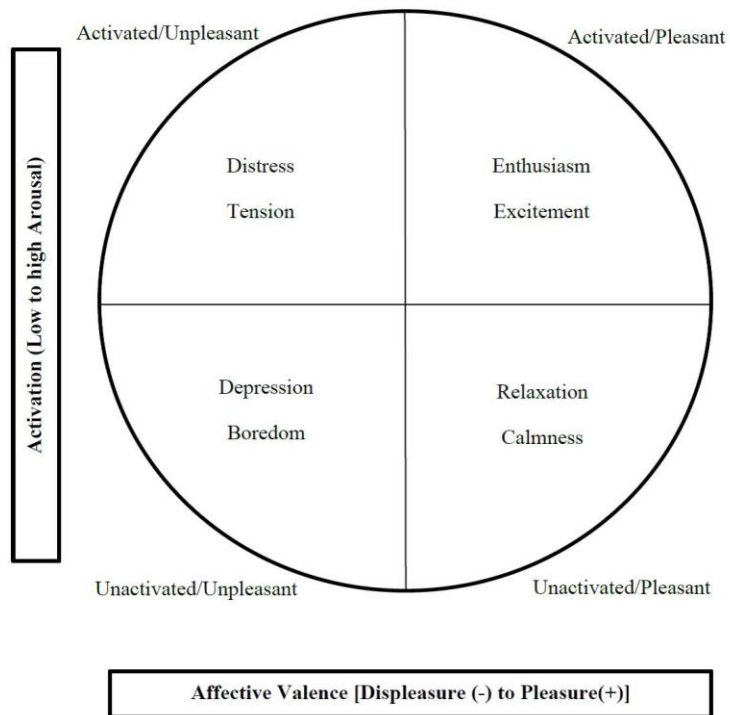 Activated/Unpleasant
Activated/Pleasant
Activation (Low to high Arousal)
Distress
Tension
Enthusiasm
Excitement
Depression
Boredom
Relaxation
Calmness
Unactivated/Unpleasant
Unactivated/Pleasant
Affective Valence [Displeasure (-) to Pleasure(+)]